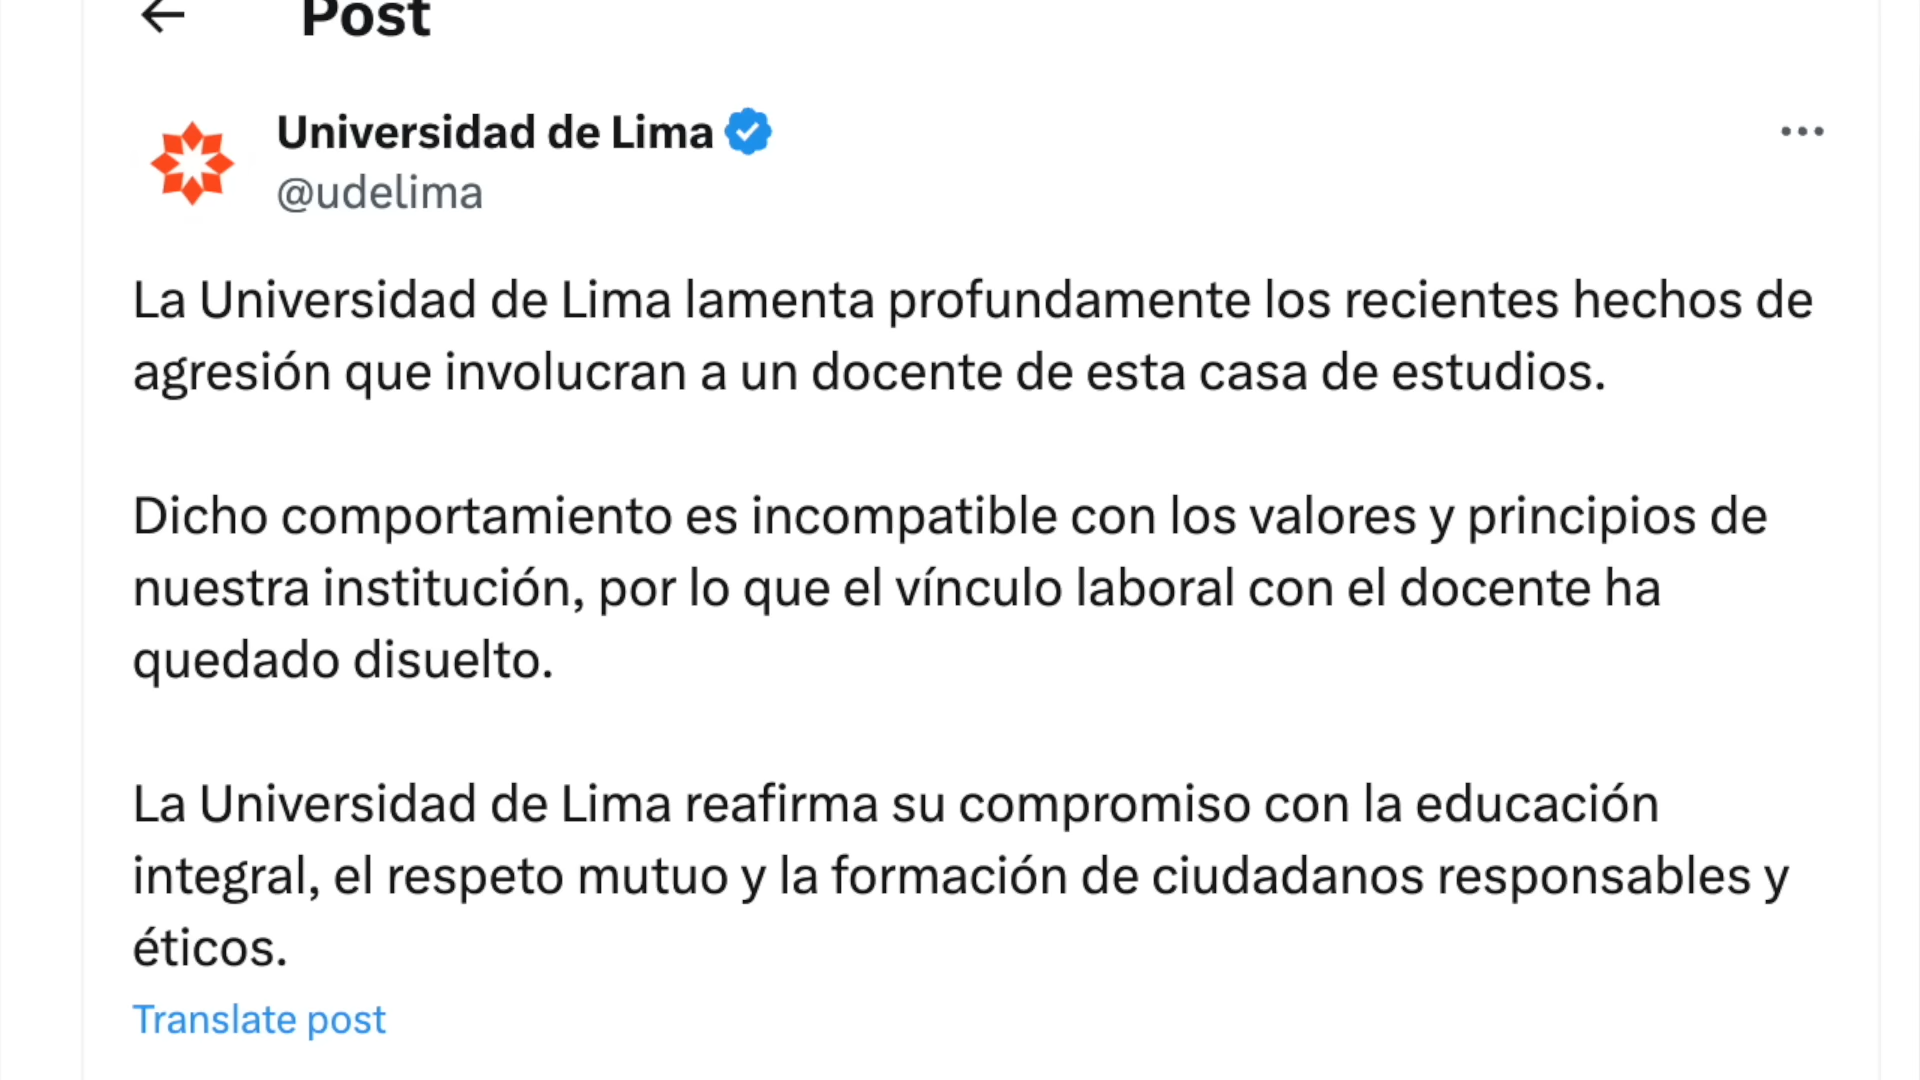 Post
Universidad de Lima
@udelima
La Universidad de Lima lamenta profundamente los recientes hechos de
agresión que involucran a un docente de esta casa de estudios.
Dicho comportamiento es incompatible con los valores y principios de
nuestra institución, por lo que el vínculo laboral con el docente ha
quedado disuelto.
La Universidad de Lima reafirma su compromiso con la educación
integral, el respeto mutuo y la formación de ciudadanos responsables y
éticos.
Translate post